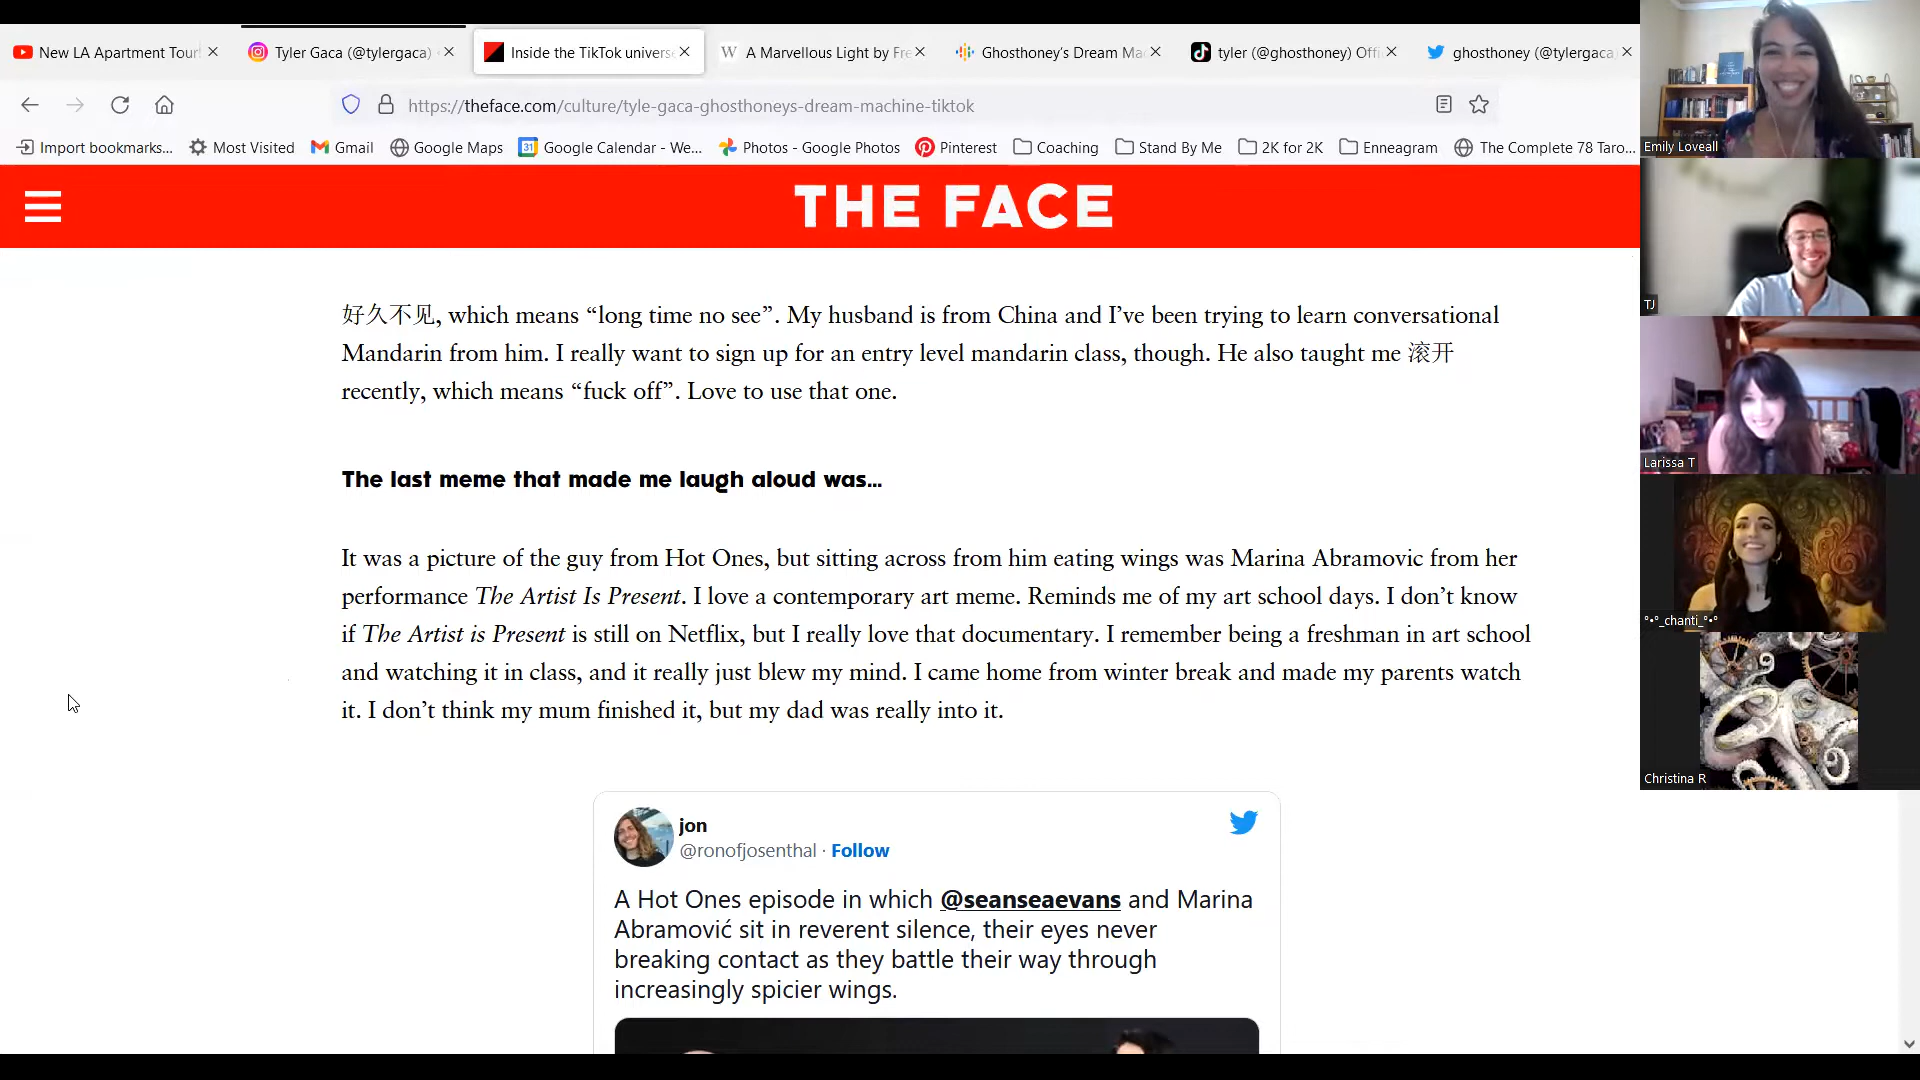 New LA Apartment Tour!
Tyler Gaca (@tylergaca) ·
Inside the TikTok universe
A Marvellous Light by Fre
Ghosthoney's Dream Mac
tyler (@ghosthoney) Offi
ghosthoney (@tylergaca
https://theface.com/culture/tyle-gaca-ghosthoneys-dream-machine-tiktok
Import bookmarks... Most Visited Gmail Google Maps 31 Google Calendar - We... Photos - Google Photos Pinterest Coaching Stand By Me 2K for 2K Enneagram The Complete 78 Taro...
THE FACE
好久不见, which means “long time no see”. My husband is from China and I’ve been trying to learn conversational
Mandarin from him. I really want to sign up for an entry level mandarin class, though. He also taught me 滚开
recently, which means “fuck off”. Love to use that one.
The last meme that made me laugh aloud was...
It was a picture of the guy from Hot Ones, but sitting across from him eating wings was Marina Abramovic from her
performance The Artist Is Present. I love a contemporary art meme. Reminds me of my art school days. I don’t know
if The Artist is Present is still on Netflix, but I really love that documentary. I remember being a freshman in art school
and watching it in class, and it really just blew my mind. I came home from winter break and made my parents watch
it. I don’t think my mum finished it, but my dad was really into it.
jon
@ronofjosenthal · Follow
A Hot Ones episode in which @seanseaevans and Marina
Abramović sit in reverent silence, their eyes never
breaking contact as they battle their way through
increasingly spicier wings.
Emily Loveall
TJ
Larissa T
°•°_chanti_°•°
Christina R